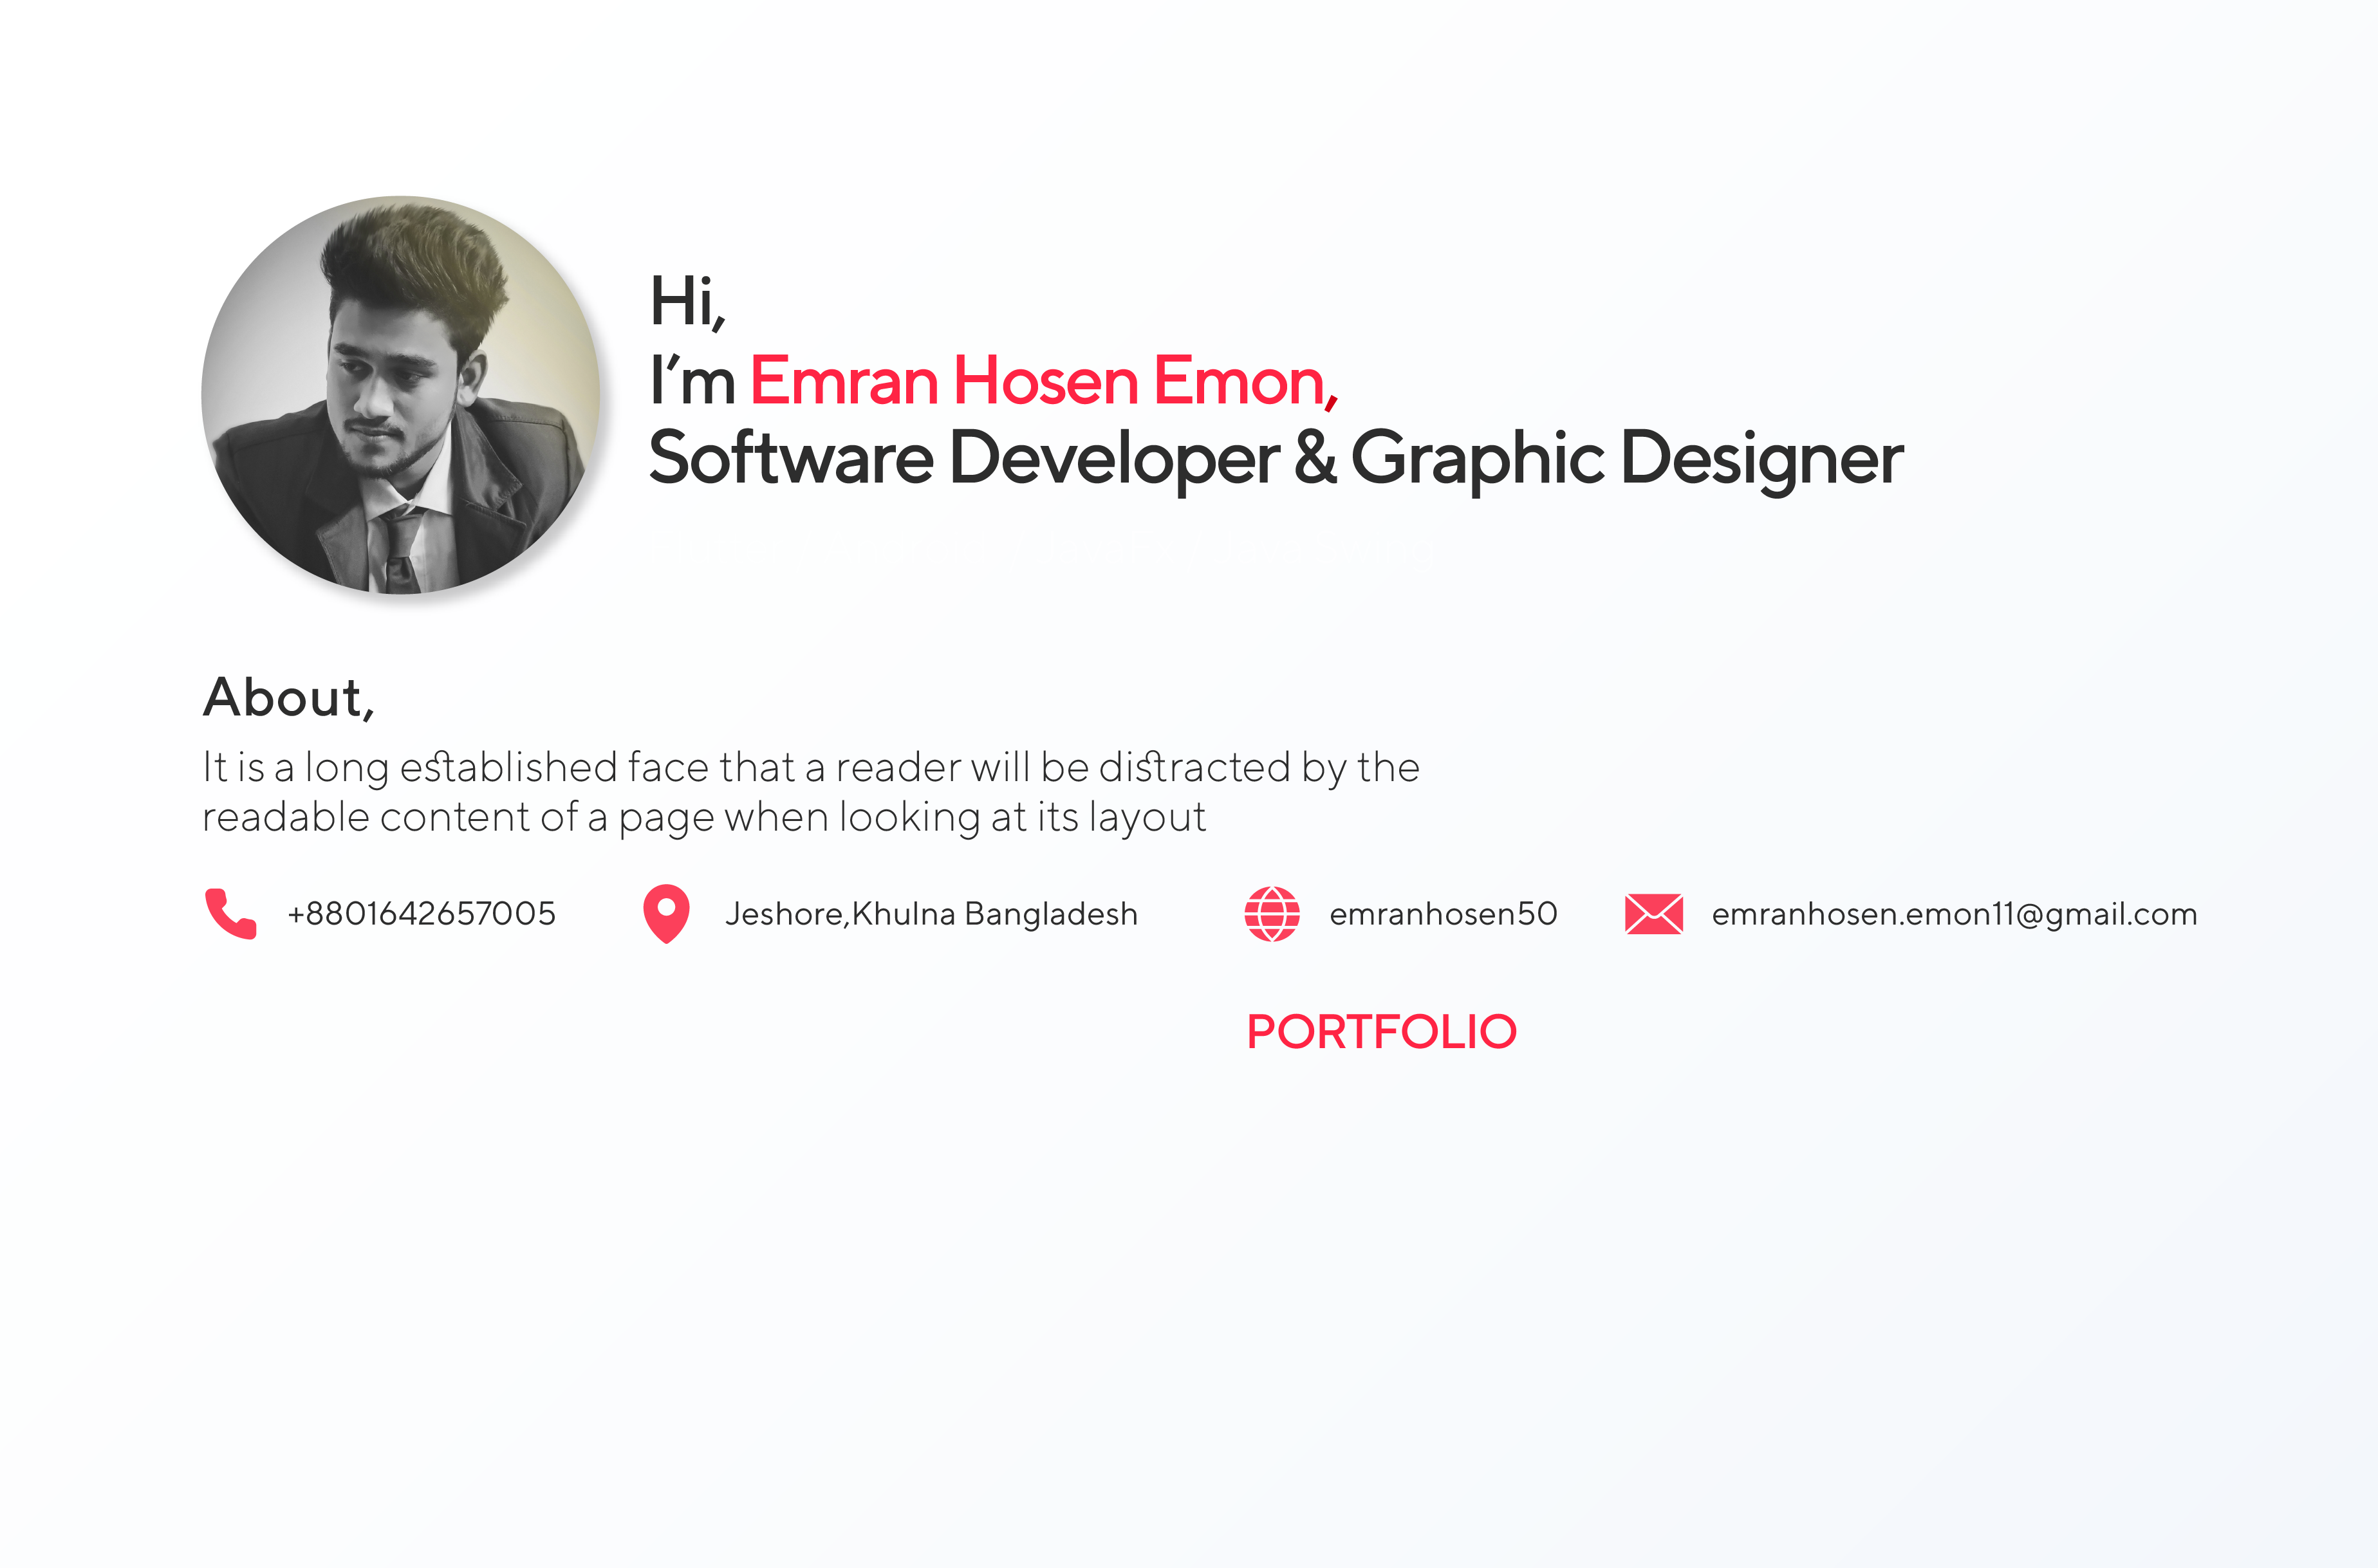 Hi,
I’m Emran Hosen Emon,
Software Developer & Graphic Designer
About,
It is a long established face that a reader will be distracted by the
readable content of a page when looking at its layout
+8801642657005
Jeshore,Khulna Bangladesh
emranhosen50
emranhosen.emon11@gmail.com
PORTFOLIO